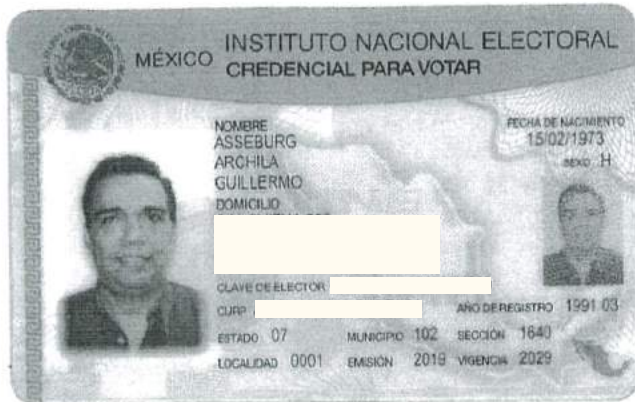 MÉXICO INSTITUTO NACIONAL ELECTORAL
CREDENCIAL PARA VOTAR
NOMBRE
ASSEBURG
ARCHILA
GUILLERMO
FECHA DE NACIMIENTO
15/02/1973
SEXO H
DOMICILIO
CLAVE DE ELECTOR
CURP
AÑO DE REGISTRO 1991 03
ESTADO 07 MUNICIPIO 102 SECCIÓN 1640
LOCALIDAD 0001 EMISIÓN 2019 VIGENCIA 2029